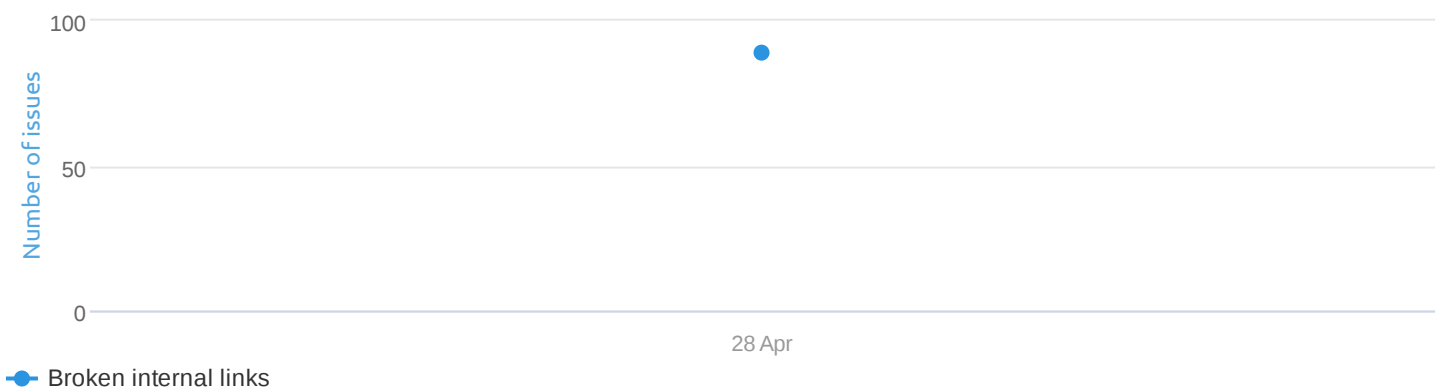 100
Number of issues
50
0
28 Apr
Broken internal links